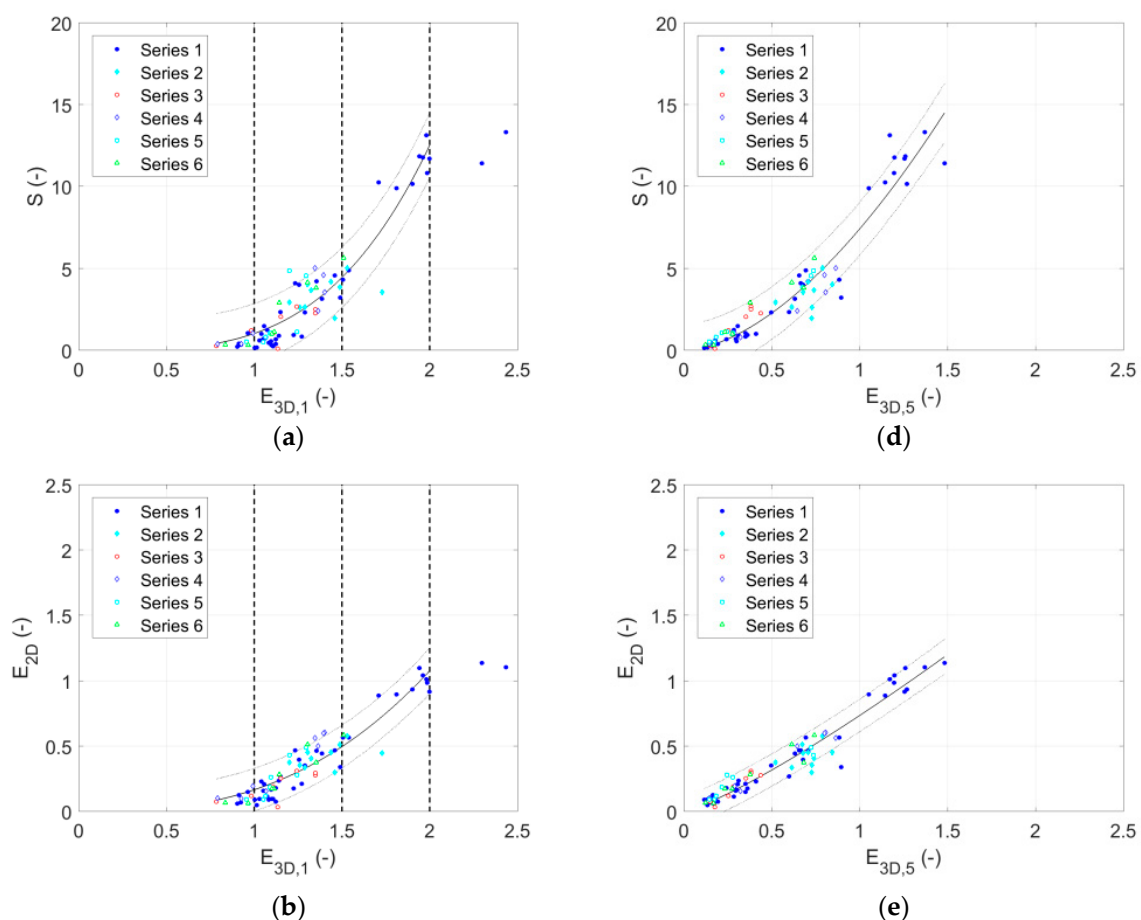 20
15
10
5
0
S (-)
Series 1
Series 2
Series 3
Series 4
Series 5
Series 6
0 0.5 1 1.5 2 2.5
E3D,1 (-)
(a)
20
15
10
5
0
S (-)
Series 1
Series 2
Series 3
Series 4
Series 5
Series 6
0 0.5 1 1.5 2 2.5
E3D,5 (-)
(d)
2.5
2
1.5
1
0.5
0
E2D (-)
Series 1
Series 2
Series 3
Series 4
Series 5
Series 6
0 0.5 1 1.5 2 2.5
E3D,1 (-)
(b)
2.5
2
1.5
1
0.5
0
E2D (-)
Series 1
Series 2
Series 3
Series 4
Series 5
Series 6
0 0.5 1 1.5 2 2.5
E3D,5 (-)
(e)